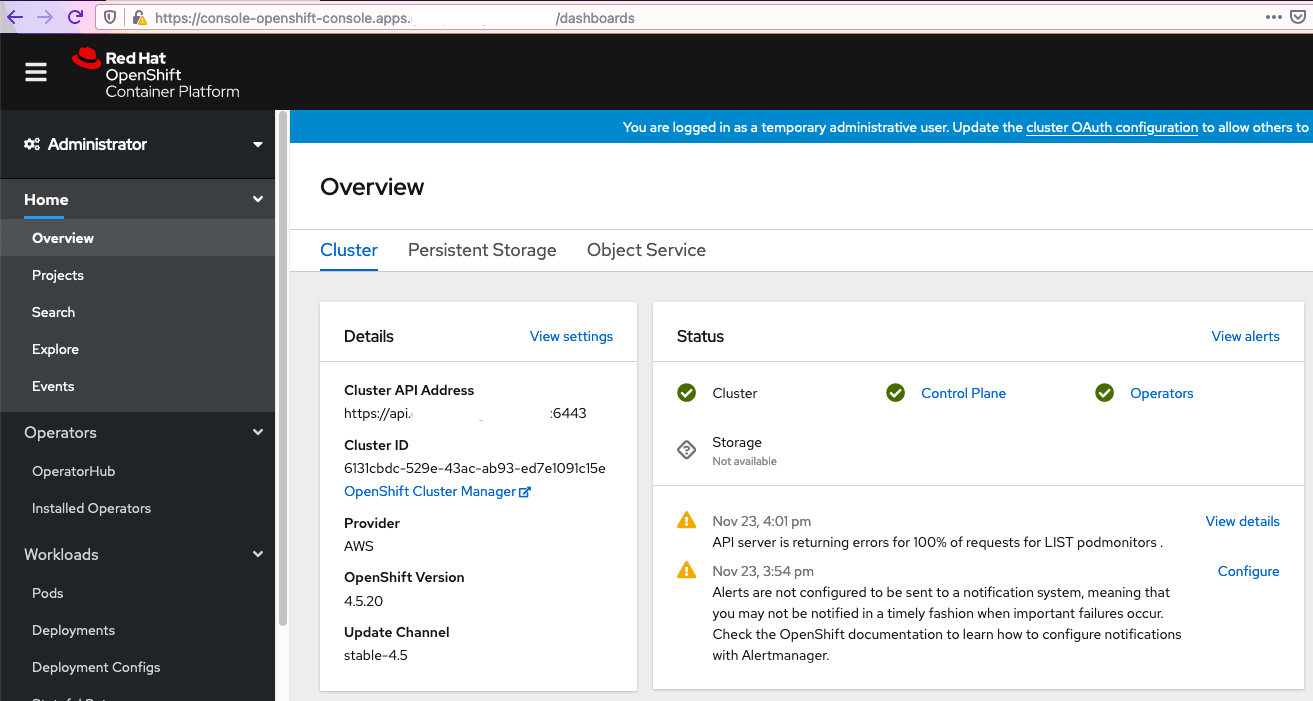 https://console-openshift-console.apps. /dashboards
Red Hat
OpenShift
Container Platform
Administrator
You are logged in as a temporary administrative user. Update the cluster OAuth configuration to allow others to
Home
Overview
Projects
Search
Explore
Events
Operators
OperatorHub
Installed Operators
Workloads
Pods
Deployments
Deployment Configs
Overview
Cluster Persistent Storage Object Service
Details View settings
Cluster API Address
https://api. :6443
Cluster ID
6131cbdc-529e-43ac-ab93-ed7e1091c15e
OpenShift Cluster Manager
Provider
AWS
OpenShift Version
4.5.20
Update Channel
stable-4.5
Status View alerts
Cluster Control Plane Operators
Storage
Not available
Nov 23, 4:01 pm View details
API server is returning errors for 100% of requests for LIST podmonitors .
Nov 23, 3:54 pm Configure
Alerts are not configured to be sent to a notification system, meaning that
you may not be notified in a timely fashion when important failures occur.
Check the OpenShift documentation to learn how to configure notifications
with Alertmanager.